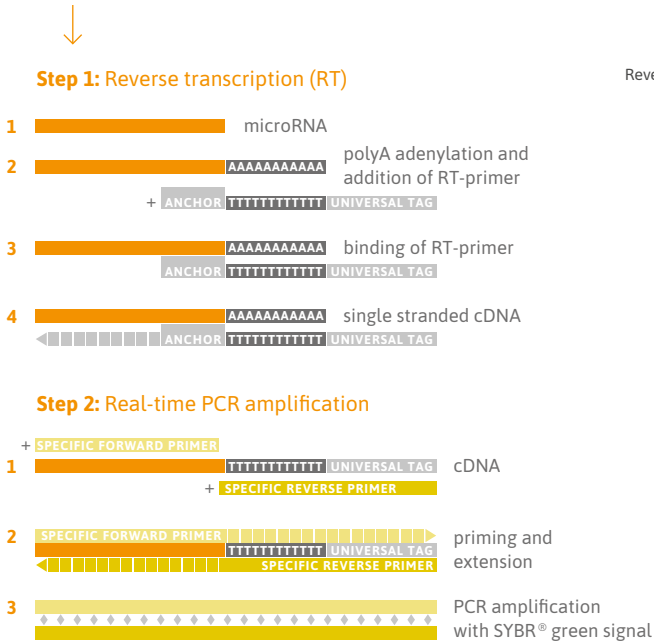 Step 1: Reverse transcription (RT)
Reve
1 microRNA
2 AAAAAAAAAAA polyA adenylation and
addition of RT-primer
+ ANCHOR TTTTTTTTTTTT UNIVERSAL TAG
3 AAAAAAAAAAA binding of RT-primer
ANCHOR TTTTTTTTTTTT UNIVERSAL TAG
4 AAAAAAAAAAA single stranded cDNA
ANCHOR TTTTTTTTTTTT UNIVERSAL TAG
Step 2: Real-time PCR amplification
+ SPECIFIC FORWARD PRIMER
1 TTTTTTTTTTTT UNIVERSAL TAG cDNA
+ SPECIFIC REVERSE PRIMER
2 SPECIFIC FORWARD PRIMER priming and
TTTTTTTTTTTT UNIVERSAL TAG
SPECIFIC REVERSE PRIMER extension
3 PCR amplification
with SYBR® green signal